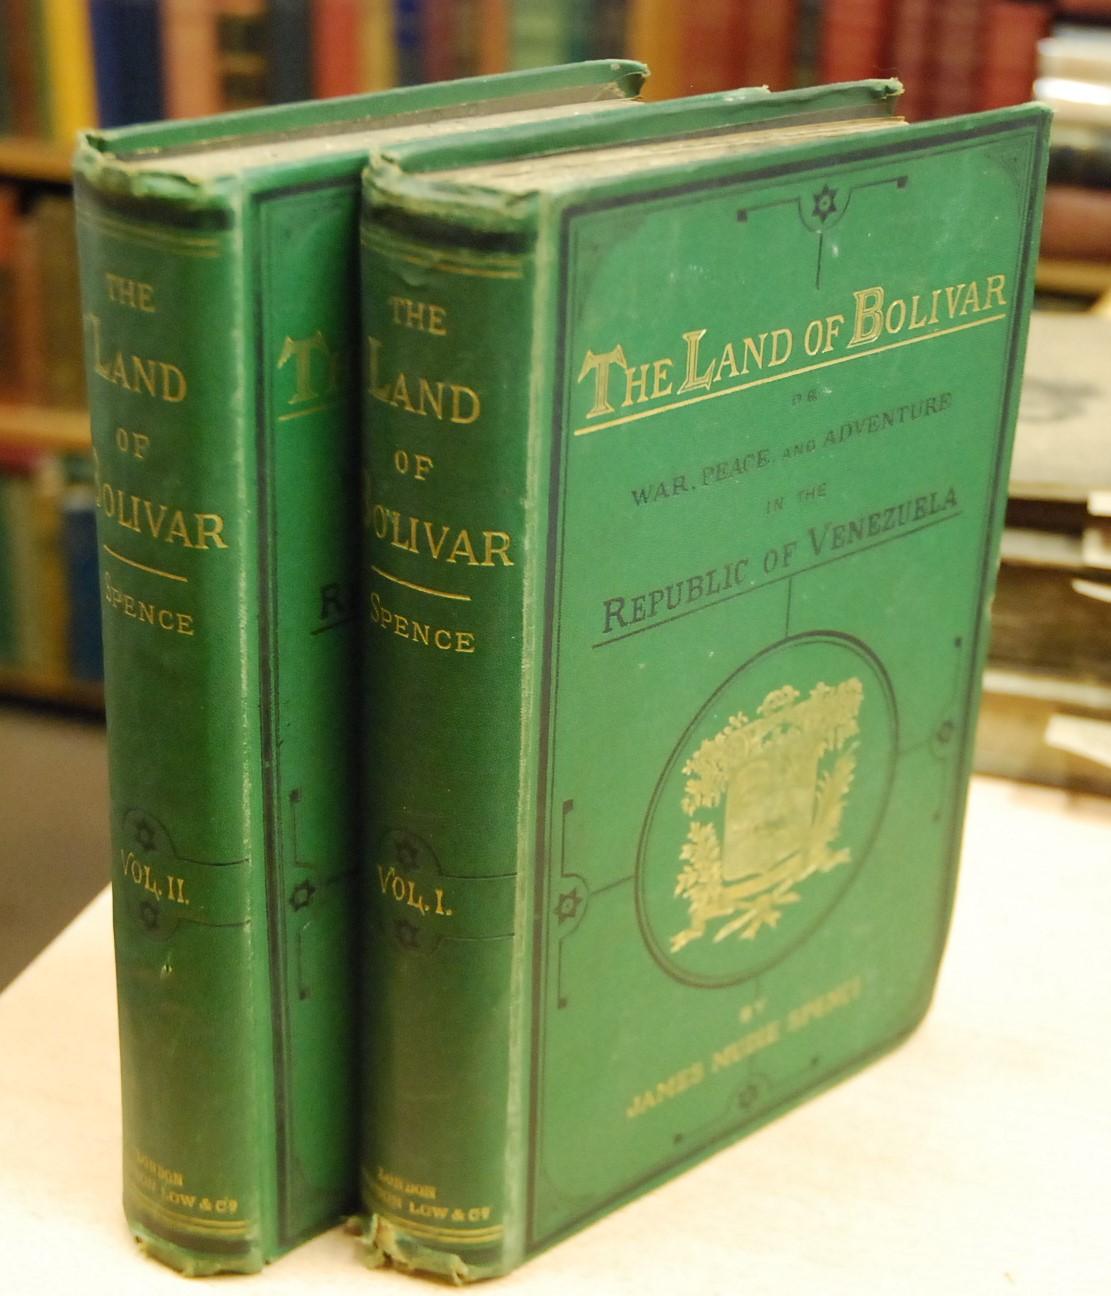 THE
LAND
OF
BOLIVAR
SPENCE
VOL. II.
LONDON
LOW & CO
THE
LAND
OF
BOLIVAR
SPENCE
VOL. I.
LONDON
LOW & CO
THE LAND OF BOLIVAR
OR
WAR, PEACE, AND ADVENTURE
IN THE
REPUBLIC OF VENEZUELA
BY
JAMES MUDIE SPENCE